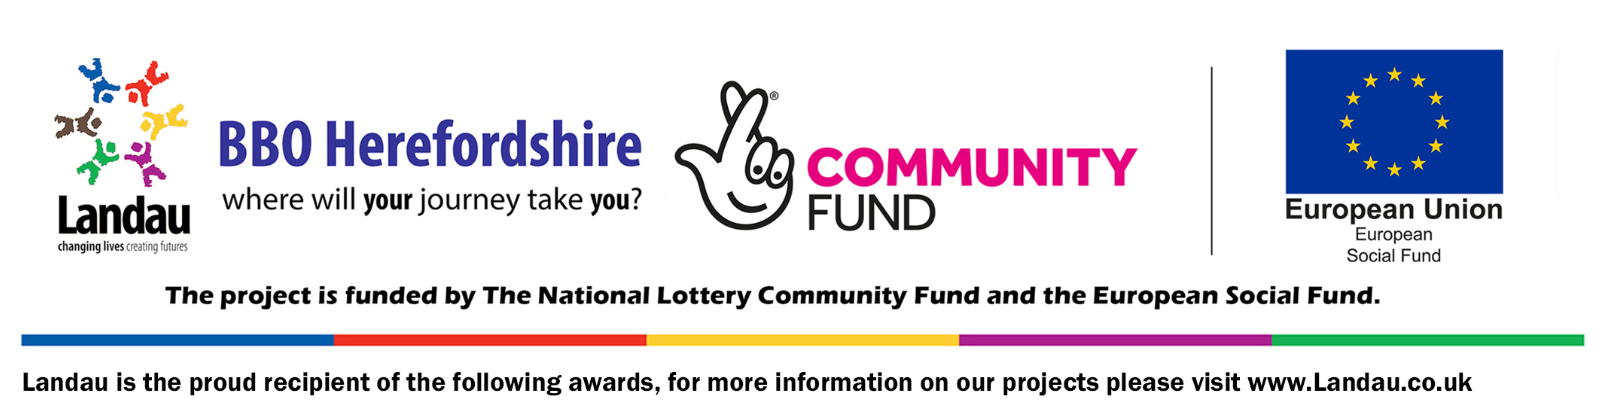 Landau
changing lives creating futures
BBO Herefordshire
where will your journey take you?
®
COMMUNITY
FUND
European Union
European
Social Fund
The project is funded by The National Lottery Community Fund and the European Social Fund.
Landau is the proud recipient of the following awards, for more information on our projects please visit www.Landau.co.uk